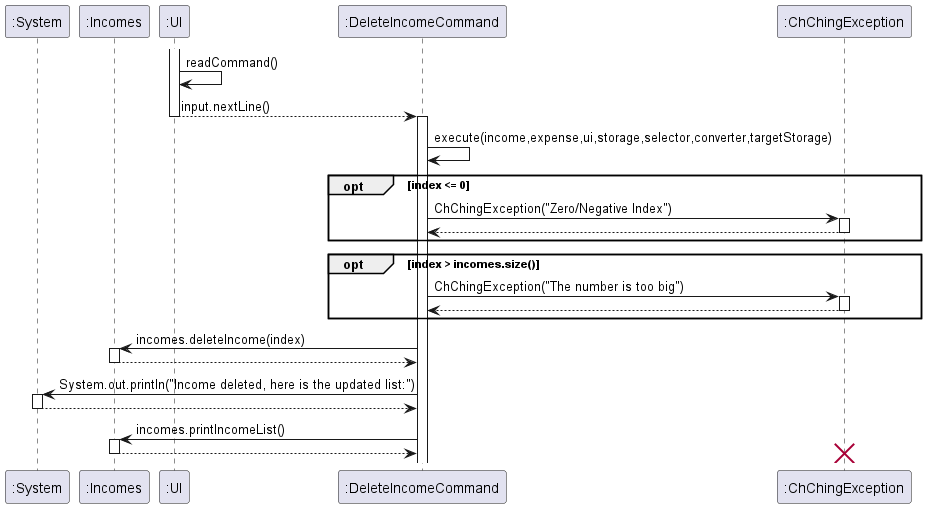 :System
:Incomes
:UI
:DeleteIncomeCommand
:ChChingException
readCommand()
input.nextLine()
execute(income,expense,ui,storage,selector,converter,targetStorage)
opt
[index <= 0]
ChChingException("Zero/Negative Index")
opt
[index > incomes.size()]
ChChingException("The number is too big")
incomes.deleteIncome(index)
System.out.println("Income deleted, here is the updated list:")
incomes.printIncomeList()
:System
:Incomes
:UI
:DeleteIncomeCommand
:ChChingException